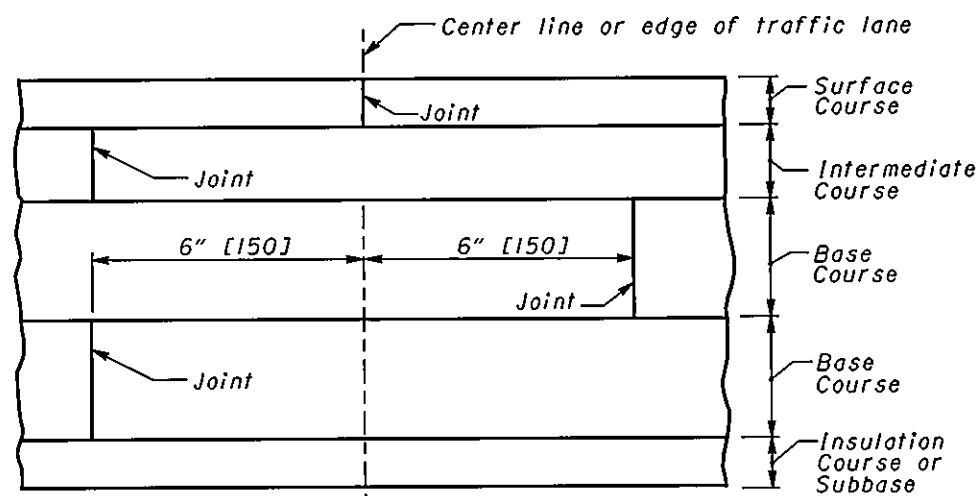 Center line or edge of traffic lane
Joint
Surface
Course
Joint
Intermediate
Course
6" [150]
6" [150]
Joint
Base
Course
Joint
Base
Course
Insulation
Course or
Subbase